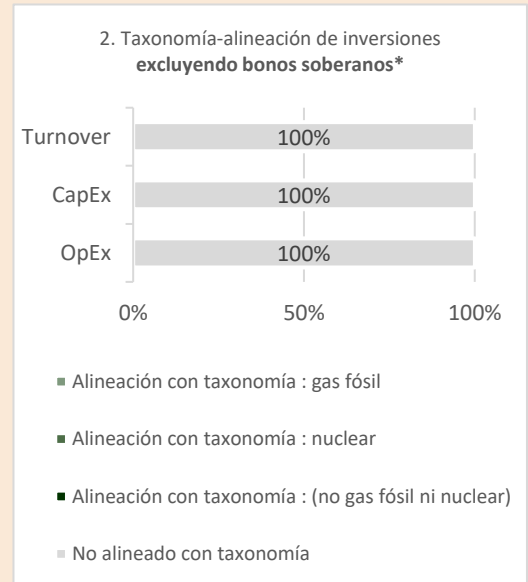 2. Taxonomía-alineación de inversiones
excluyendo bonos soberanos*
Turnover 100%
CapEx 100%
OpEx 100%
0% 50% 100%
Alineación con taxonomía : gas fósil
Alineación con taxonomía : nuclear
Alineación con taxonomía : (no gas fósil ni nuclear)
No alineado con taxonomía